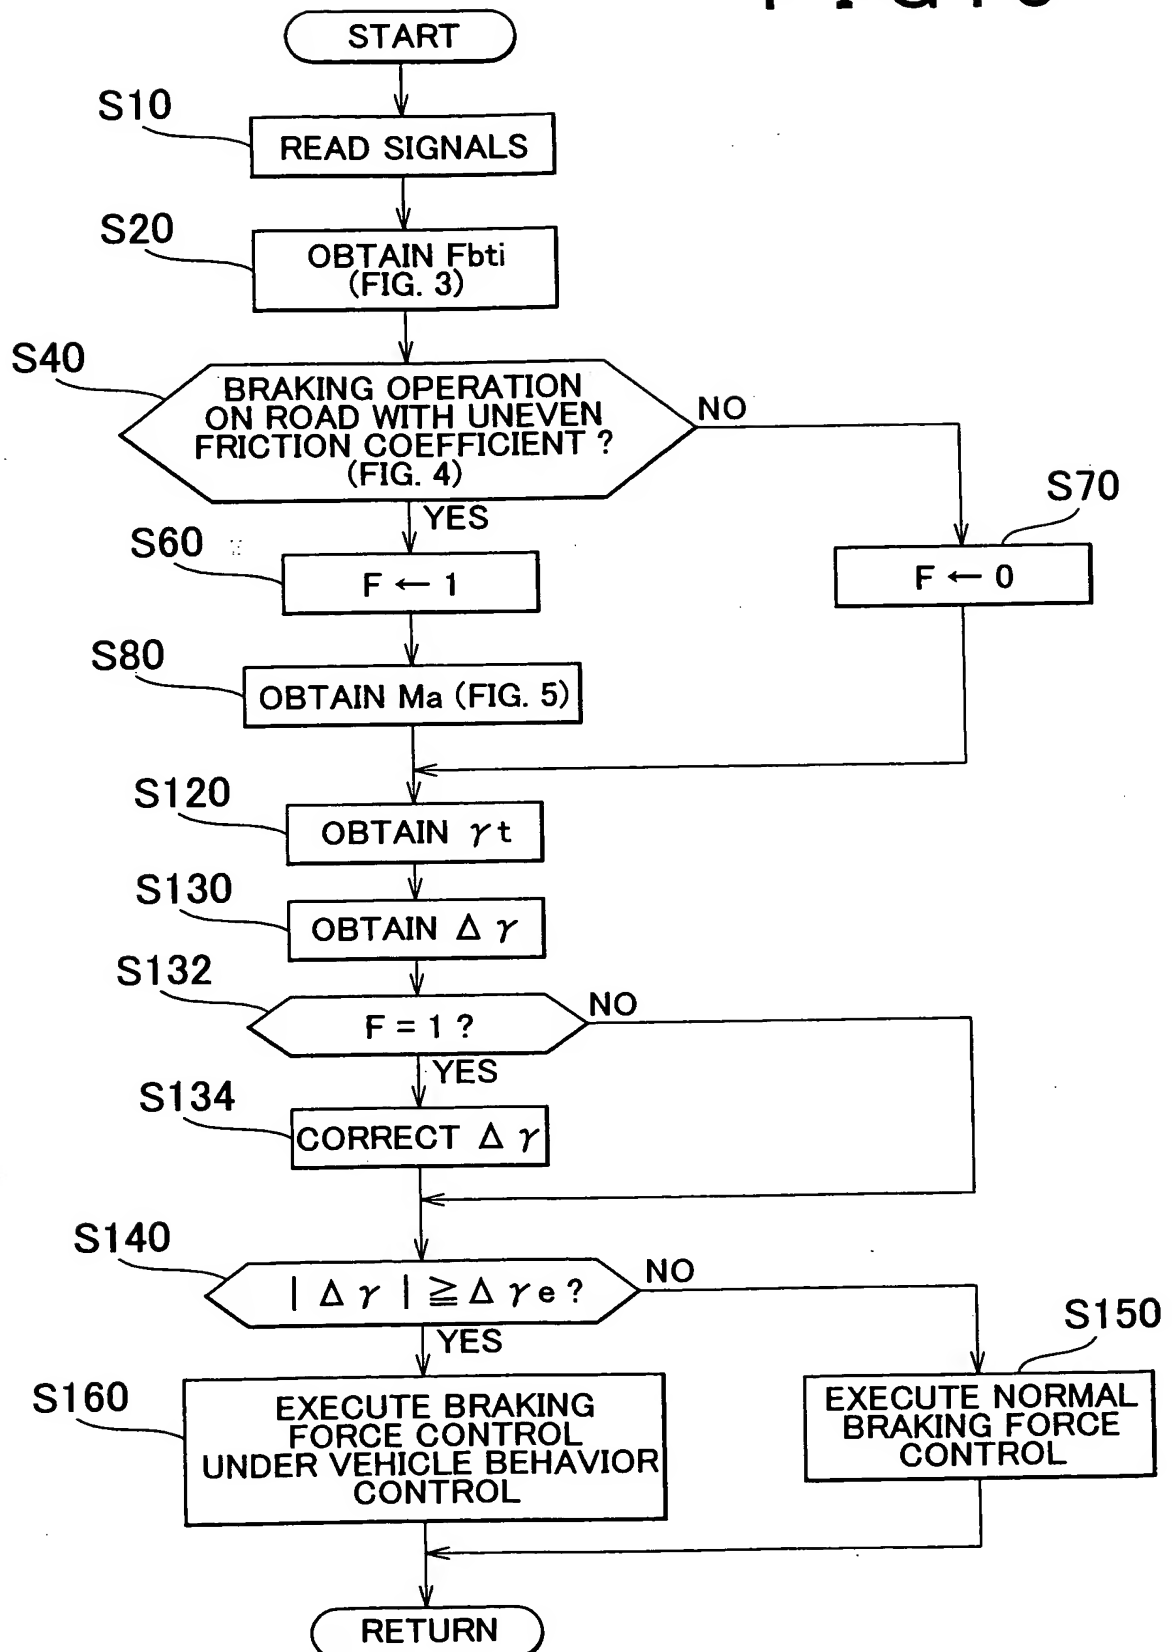 START
S10
READ SIGNALS
S20
OBTAIN Fbti
(FIG. 3)
S40
BRAKING OPERATION
ON ROAD WITH UNEVEN
FRICTION COEFFICIENT ?
(FIG. 4)
NO
YES
S70
F ← 0
S60
F ← 1
S80
OBTAIN Ma (FIG. 5)
S120
OBTAIN γt
S130
OBTAIN Δγ
S132
F = 1 ?
NO
YES
S134
CORRECT Δγ
S140
| Δγ | ≧ Δγe ?
NO
YES
S150
EXECUTE NORMAL
BRAKING FORCE
CONTROL
S160
EXECUTE BRAKING
FORCE CONTROL
UNDER VEHICLE BEHAVIOR
CONTROL
RETURN